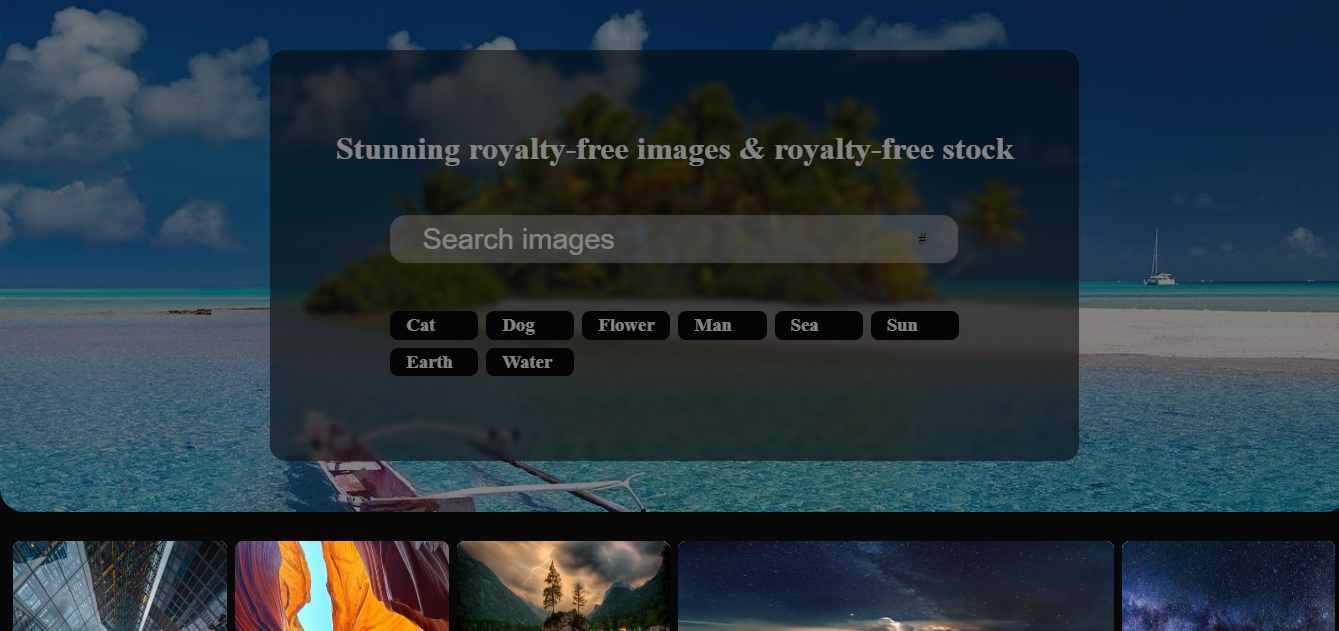 Stunning royalty-free images & royalty-free stock
Search images #
Cat Dog Flower Man Sea Sun
Earth Water